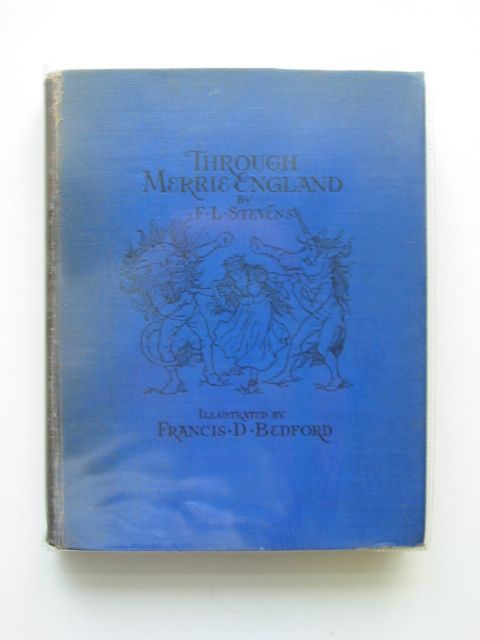 THROUGH
MERRIE ENGLAND
BY
F·L·STEVENS
ILLUSTRATED BY
FRANCIS·D·BEDFORD